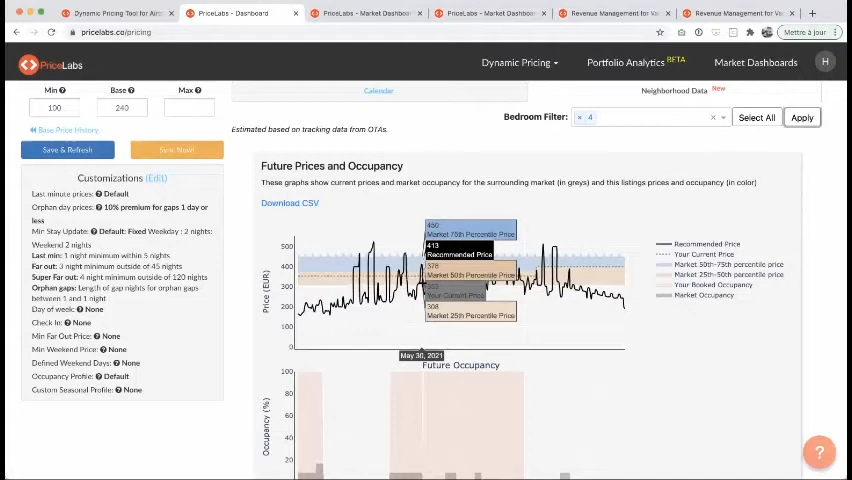 Dynamic Pricing Tool for Airb
PriceLabs - Dashboard
PriceLabs - Market Dashboa
PriceLabs - Market Dashboar
Revenue Management for Va
Revenue Management for Va
pricelabs.co/pricing
Mettre à jour
PriceLabs
Dynamic Pricing
Portfolio Analytics BETA
Market Dashboards
H
Min
Base
Max
100
240
Base Price History
Save & Refresh
Sync Now!
Calendar
Neighborhood Data New
Bedroom Filter:
× 4
Select All
Apply
Estimated based on tracking data from OTAs.
Customizations (Edit)
Last minute prices: Default
Orphan day prices: 10% premium for gaps 1 day or
less
Min Stay Update: Default: Fixed Weekday : 2 nights:
Weekend 2 nights
Last min: 1 night minimum within 5 nights
Far out: 3 night minimum outside of 45 nights
Super Far out: 4 night minimum outside of 120 nights
Orphan gaps: Length of gap nights for orphan gaps
between 1 and 1 night
Day of week: None
Check In: None
Min Far Out Price: None
Min Weekend Price: None
Defined Weekend Days: None
Occupancy Profile: Default
Custom Seasonal Profile: None
Future Prices and Occupancy
These graphs show current prices and market occupancy for the surrounding market (in greys) and this listings prices and occupancy (in color)
Download CSV
Price (EUR)
500
400
300
200
100
0
450
Market 75th Percentile Price
413
Recommended Price
378
Market 50th Percentile Price
Your Current Price
308
Market 25th Percentile Price
May 30, 2021
Recommended Price
Your Current Price
Market 50th-75th percentile price
Market 25th-50th percentile price
Your Booked Occupancy
Market Occupancy
Future Occupancy
Occupancy (%)
100
80
60
40
20
?